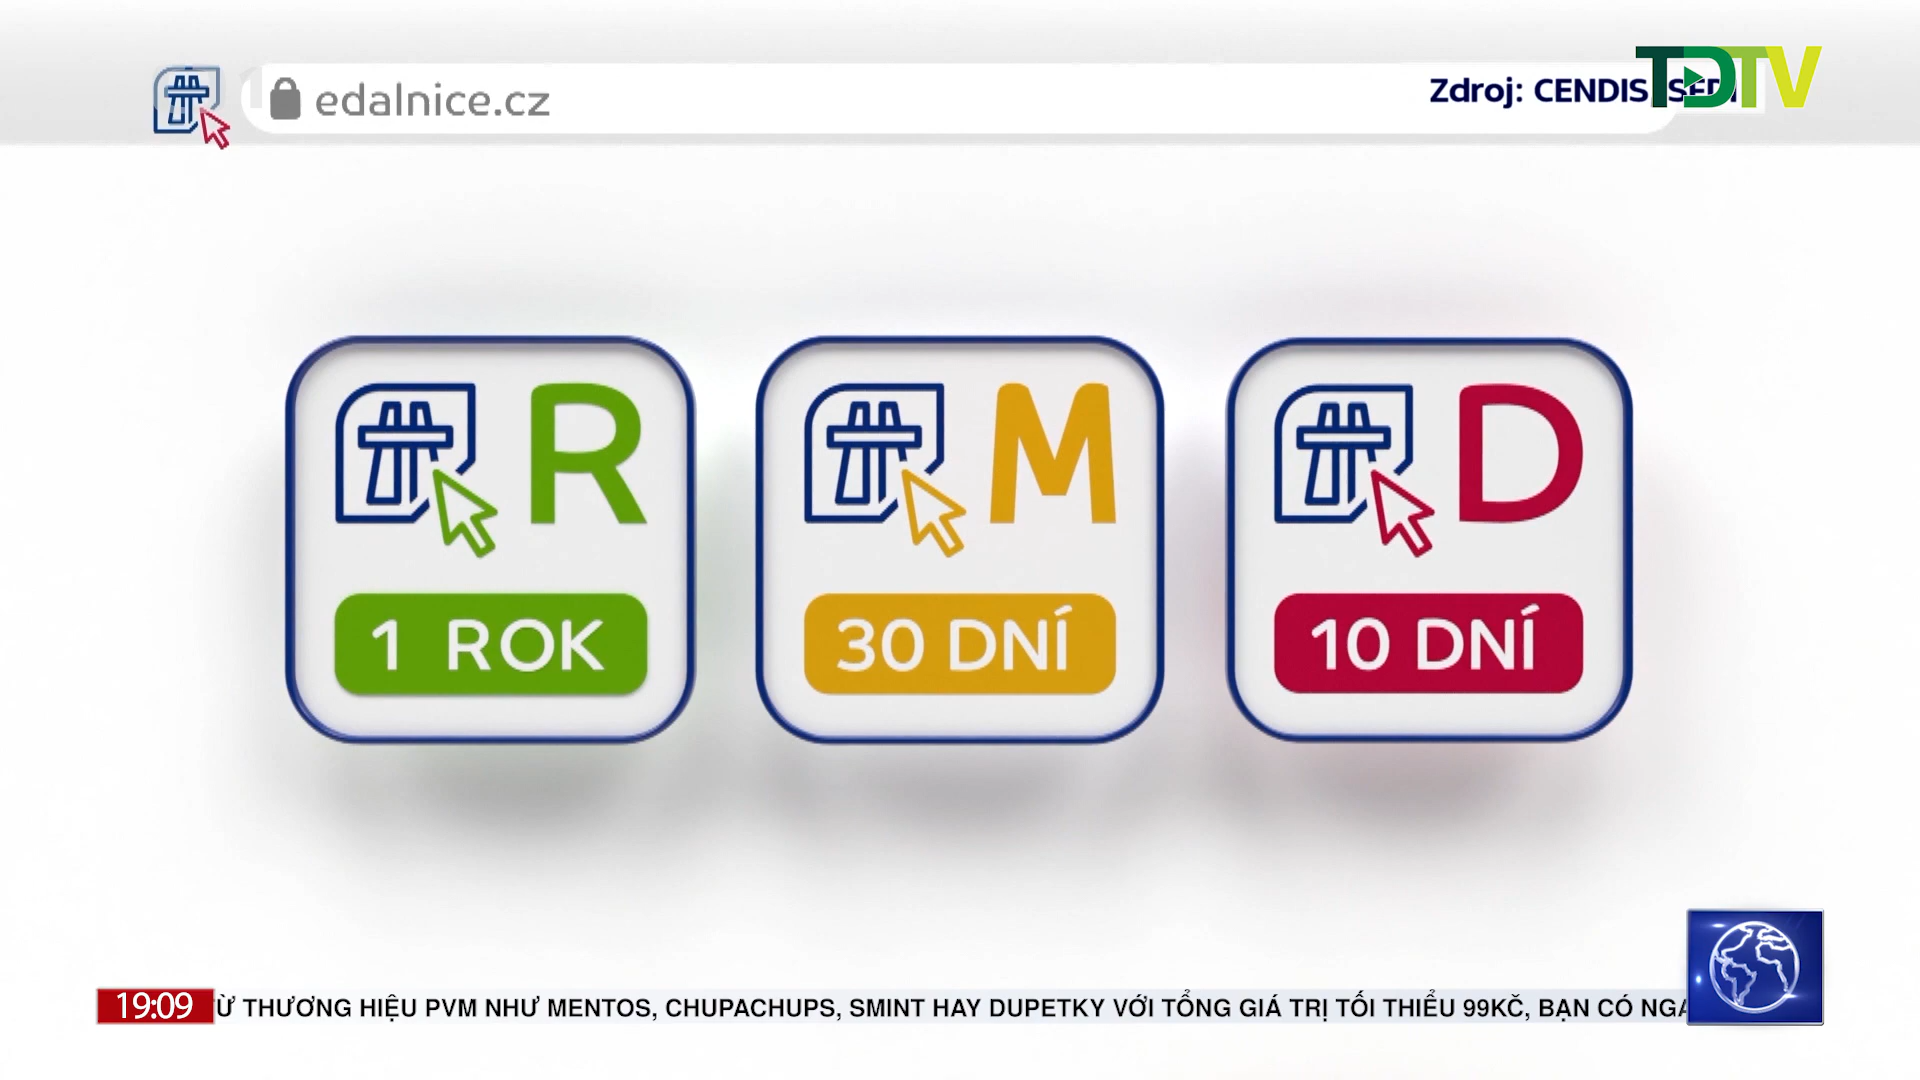 edalnice.cz
Zdroj: CENDIS
TDTV
R
M
D
1 ROK
30 DNÍ
10 DNÍ
19:09
THƯƠNG HIỆU PVM NHƯ MENTOS, CHUPACHUPS, SMINT HAY DUPETKY VỚI TỔNG GIÁ TRỊ TỐI THIỂU 99KČ, BẠN CÓ